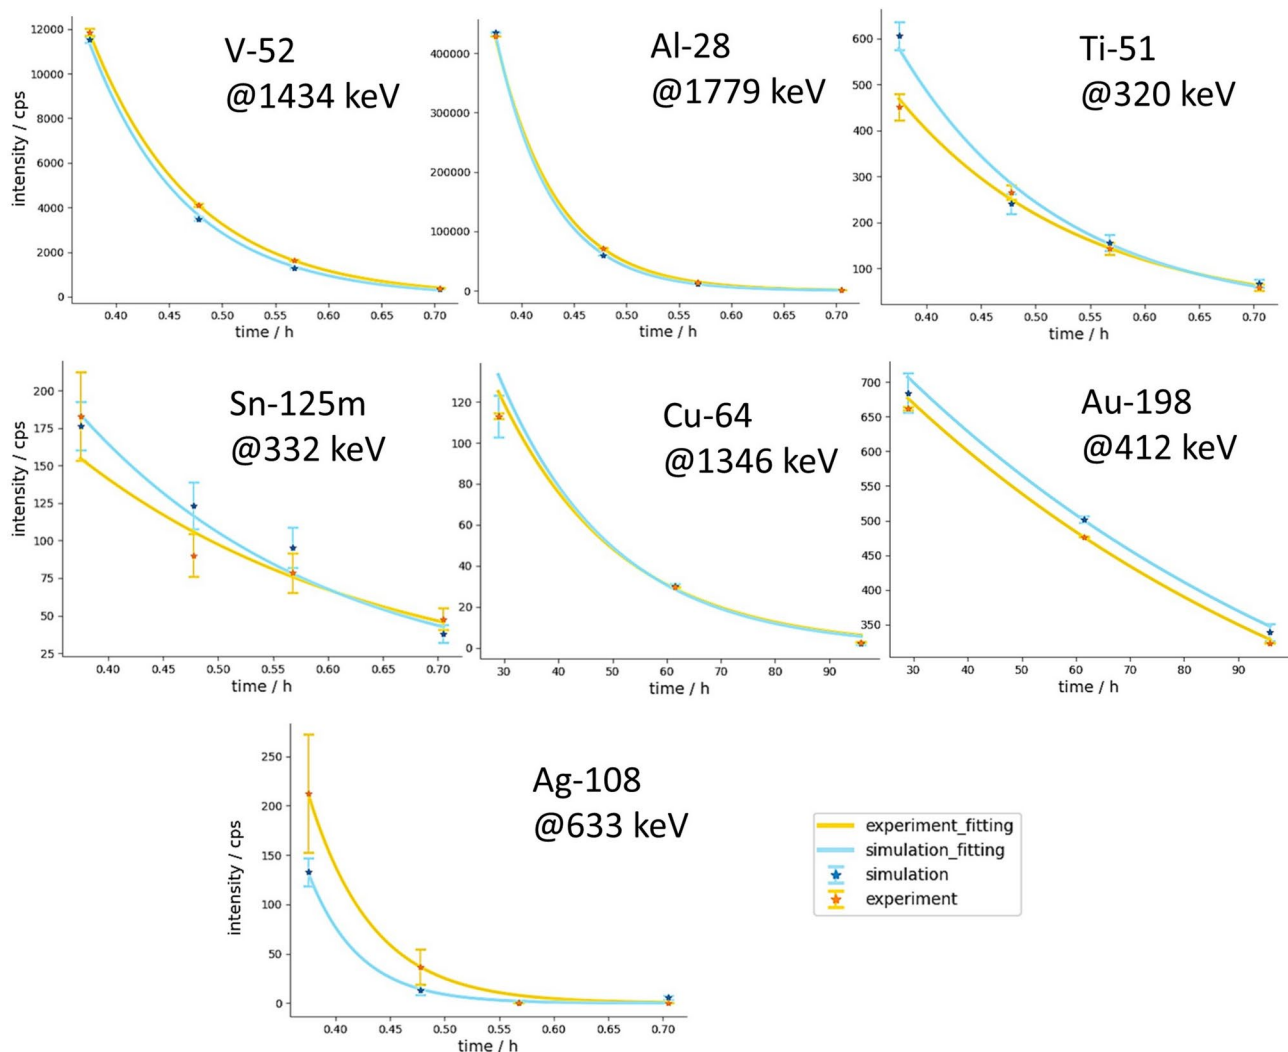 V-52
@1434 keV
intensity / cps
12000
10000
8000
6000
4000
2000
0
0.40 0.45 0.50 0.55 0.60 0.65 0.70
time / h
Al-28
@1779 keV
400000
300000
200000
100000
0
0.40 0.45 0.50 0.55 0.60 0.65 0.70
time / h
Ti-51
@320 keV
600
500
400
300
200
100
0.40 0.45 0.50 0.55 0.60 0.65 0.70
time / h
Sn-125m
@332 keV
intensity / cps
200
175
150
125
100
75
50
25
0.40 0.45 0.50 0.55 0.60 0.65 0.70
time / h
Cu-64
@1346 keV
120
100
80
60
40
20
0
30 40 50 60 70 80 90
time / h
Au-198
@412 keV
700
650
600
550
500
450
400
350
30 40 50 60 70 80 90
time / h
Ag-108
@633 keV
intensity / cps
250
200
150
100
50
0
0.40 0.45 0.50 0.55 0.60 0.65 0.70
time / h
experiment_fitting
simulation_fitting
simulation
experiment